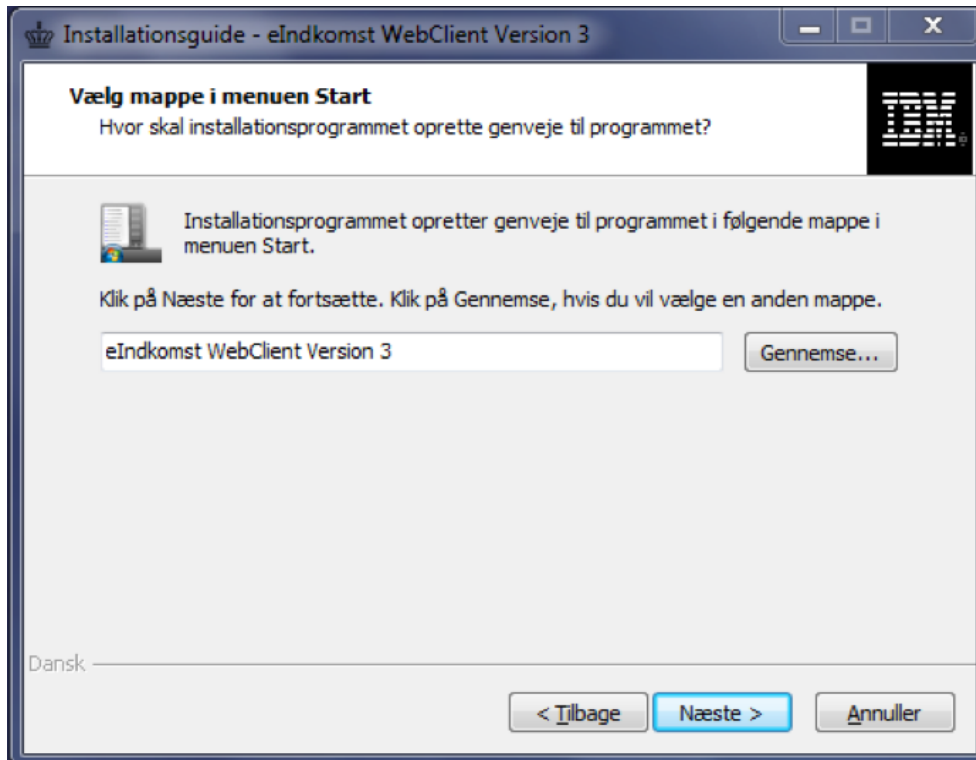 Installationsguide - eIndkomst WebClient Version 3
Vælg mappe i menuen Start
Hvor skal installationsprogrammet oprette genveje til programmet?
IBM
Installationsprogrammet opretter genveje til programmet i følgende mappe i
menuen Start.
Klik på Næste for at fortsætte. Klik på Gennemse, hvis du vil vælge en anden mappe.
eIndkomst WebClient Version 3
Gennemse...
Dansk
< Tilbage
Næste >
Annuller